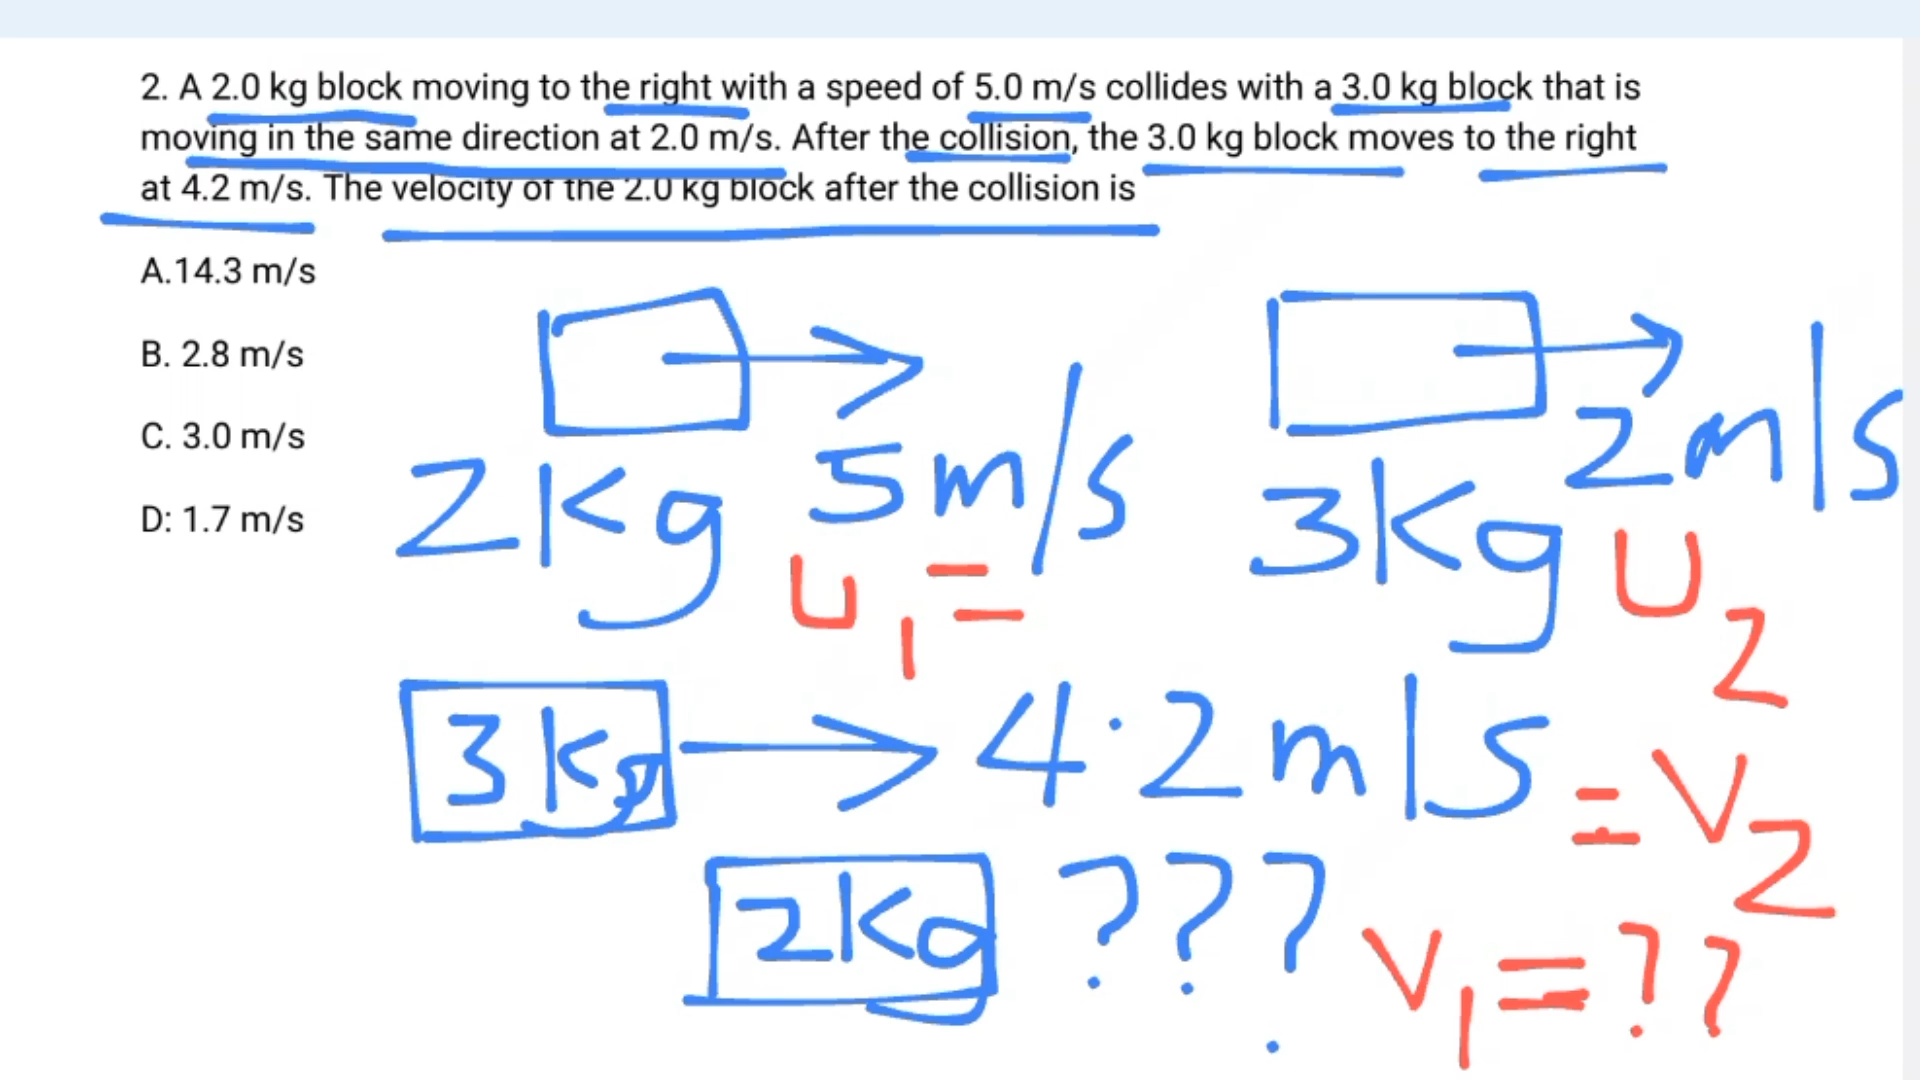 2. A 2.0 kg block moving to the right with a speed of 5.0 m/s collides with a 3.0 kg block that is
moving in the same direction at 2.0 m/s. After the collision, the 3.0 kg block moves to the right
at 4.2 m/s. The velocity of the 2.0 kg block after the collision is
A.14.3 m/s
B. 2.8 m/s
C. 3.0 m/s
D: 1.7 m/s
2Kg 5m/s 3Kg 2m/s
U1= U2
3Kg 4.2m/s = V2
2Kg ??? V1=??